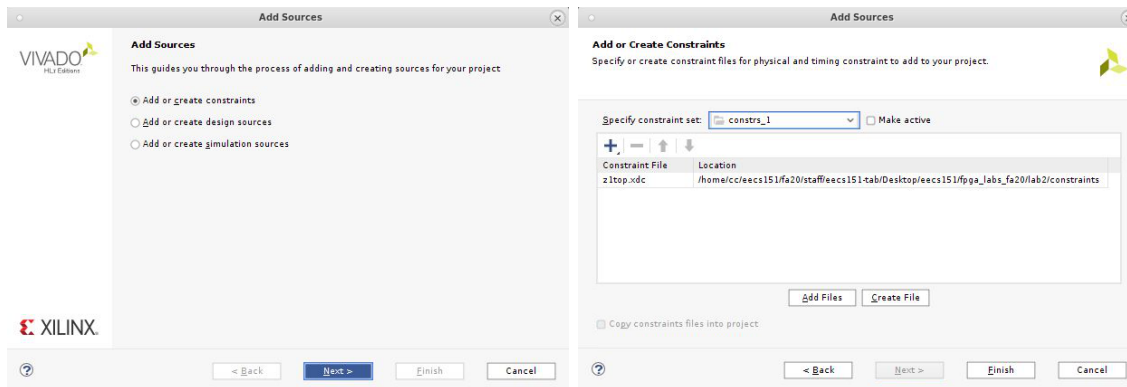 Add Sources
VIVADO
ML Editions
Add Sources
This guides you through the process of adding and creating sources for your project
Add or create constraints
Add or create design sources
Add or create simulation sources
XILINX
?
< Back
Next >
Finish
Cancel
Add Sources
Add or Create Constraints
Specify or create constraint files for physical and timing constraint to add to your project.
Specify constraint set: constrs_1 Make active
Constraint File Location
z1top.xdc /home/cc/eecs151/fa20/staff/eecs151-tab/Desktop/eecs151/fpga_labs_fa20/lab2/constraints
Add Files
Create File
Copy constraints files into project
?
< Back
Next >
Finish
Cancel